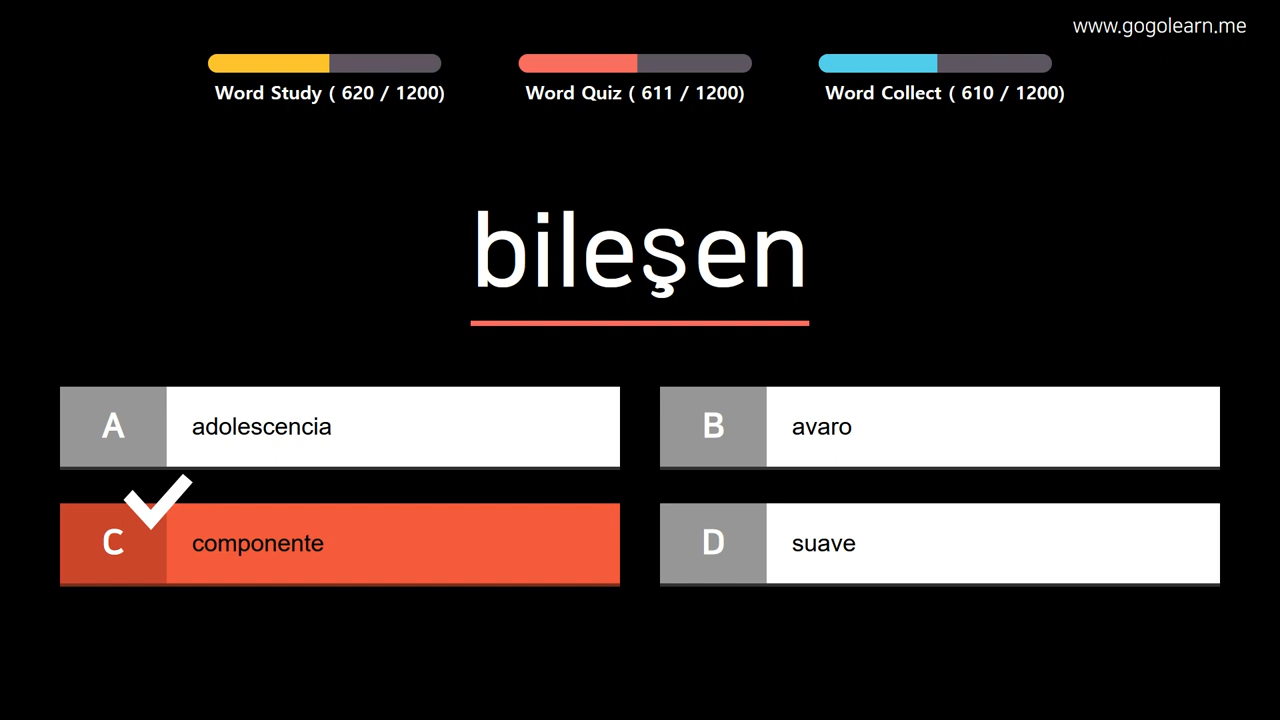 www.gogolearn.me
Word Study ( 620 / 1200)
Word Quiz ( 611 / 1200)
Word Collect ( 610 / 1200)
bileşen
A adolescencia
B avaro
C componente
D suave